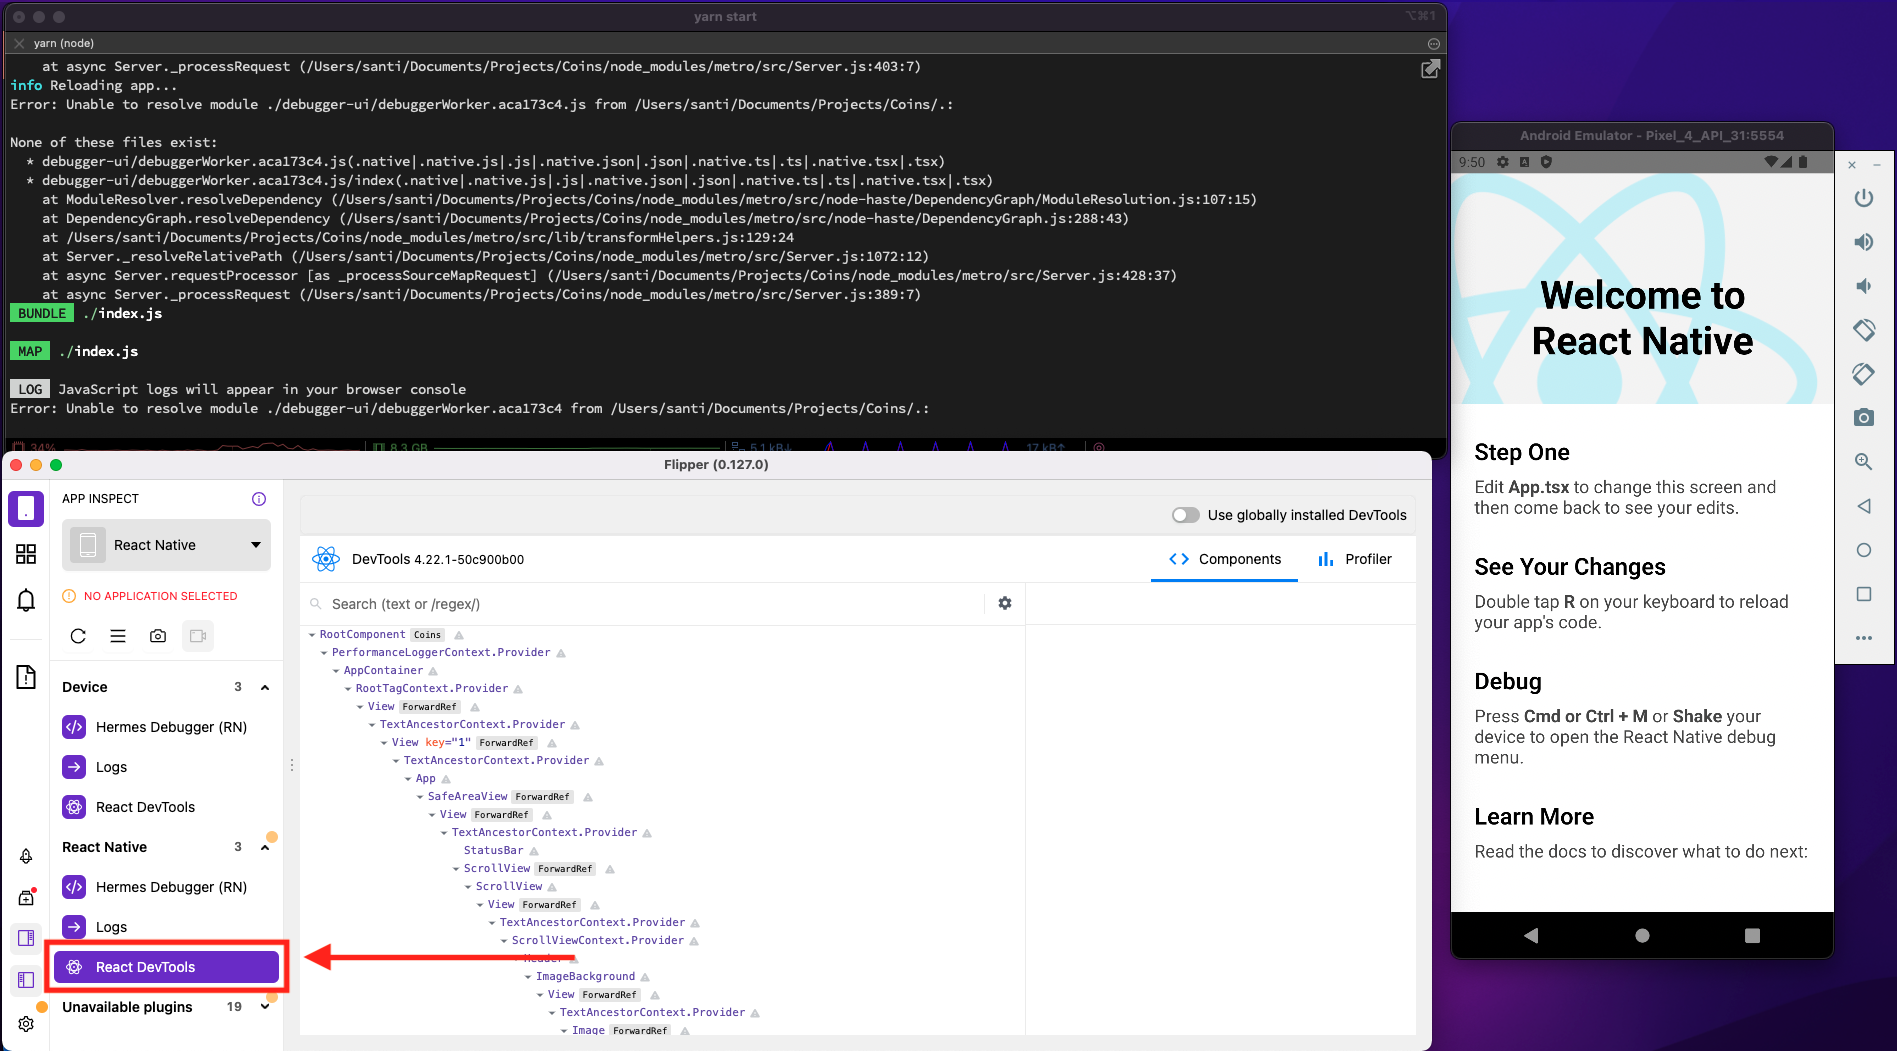 yarn start
⌥⌘1
yarn (node)
at async Server._processRequest (/Users/santi/Documents/Projects/Coins/node_modules/metro/src/Server.js:403:7)
info Reloading app...
Error: Unable to resolve module ./debugger-ui/debuggerWorker.aca173c4.js from /Users/santi/Documents/Projects/Coins/.:
None of these files exist:
* debugger-ui/debuggerWorker.aca173c4.js(.native|.native.js|.js|.native.json|.json|.native.ts|.ts|.native.tsx|.tsx)
* debugger-ui/debuggerWorker.aca173c4.js/index(.native|.native.js|.js|.native.json|.json|.native.ts|.ts|.native.tsx|.tsx)
at ModuleResolver.resolveDependency (/Users/santi/Documents/Projects/Coins/node_modules/metro/src/node-haste/DependencyGraph/ModuleResolution.js:107:15)
at DependencyGraph.resolveDependency (/Users/santi/Documents/Projects/Coins/node_modules/metro/src/node-haste/DependencyGraph.js:288:43)
at /Users/santi/Documents/Projects/Coins/node_modules/metro/src/lib/transformHelpers.js:129:24
at Server._resolveRelativePath (/Users/santi/Documents/Projects/Coins/node_modules/metro/src/Server.js:1072:12)
at async Server.requestProcessor [as _processSourceMapRequest] (/Users/santi/Documents/Projects/Coins/node_modules/metro/src/Server.js:428:37)
at async Server._processRequest (/Users/santi/Documents/Projects/Coins/node_modules/metro/src/Server.js:389:7)
BUNDLE ./index.js
MAP ./index.js
LOG JavaScript logs will appear in your browser console
Error: Unable to resolve module ./debugger-ui/debuggerWorker.aca173c4 from /Users/santi/Documents/Projects/Coins/.:
34% 8.3 GB 5.1 kB↓ 17 kB↑
Flipper (0.127.0)
APP INSPECT
React Native
NO APPLICATION SELECTED
Device 3
Hermes Debugger (RN)
Logs
React DevTools
React Native 3
Hermes Debugger (RN)
Logs
React DevTools
Unavailable plugins 19
Use globally installed DevTools
DevTools 4.22.1-50c900b00
Components
Profiler
Search (text or /regex/)
RootComponent Coins
PerformanceLoggerContext.Provider
AppContainer
RootTagContext.Provider
View ForwardRef
TextAncestorContext.Provider
View key="1" ForwardRef
TextAncestorContext.Provider
App
SafeAreaView ForwardRef
View ForwardRef
TextAncestorContext.Provider
StatusBar
ScrollView ForwardRef
ScrollView
View ForwardRef
TextAncestorContext.Provider
ScrollViewContext.Provider
Header
ImageBackground
View ForwardRef
TextAncestorContext.Provider
Image ForwardRef
Android Emulator - Pixel_4_API_31:5554
9:50
Welcome to
React Native
Step One
Edit App.tsx to change this screen and
then come back to see your edits.
See Your Changes
Double tap R on your keyboard to reload
your app's code.
Debug
Press Cmd or Ctrl + M or Shake your
device to open the React Native debug
menu.
Learn More
Read the docs to discover what to do next: